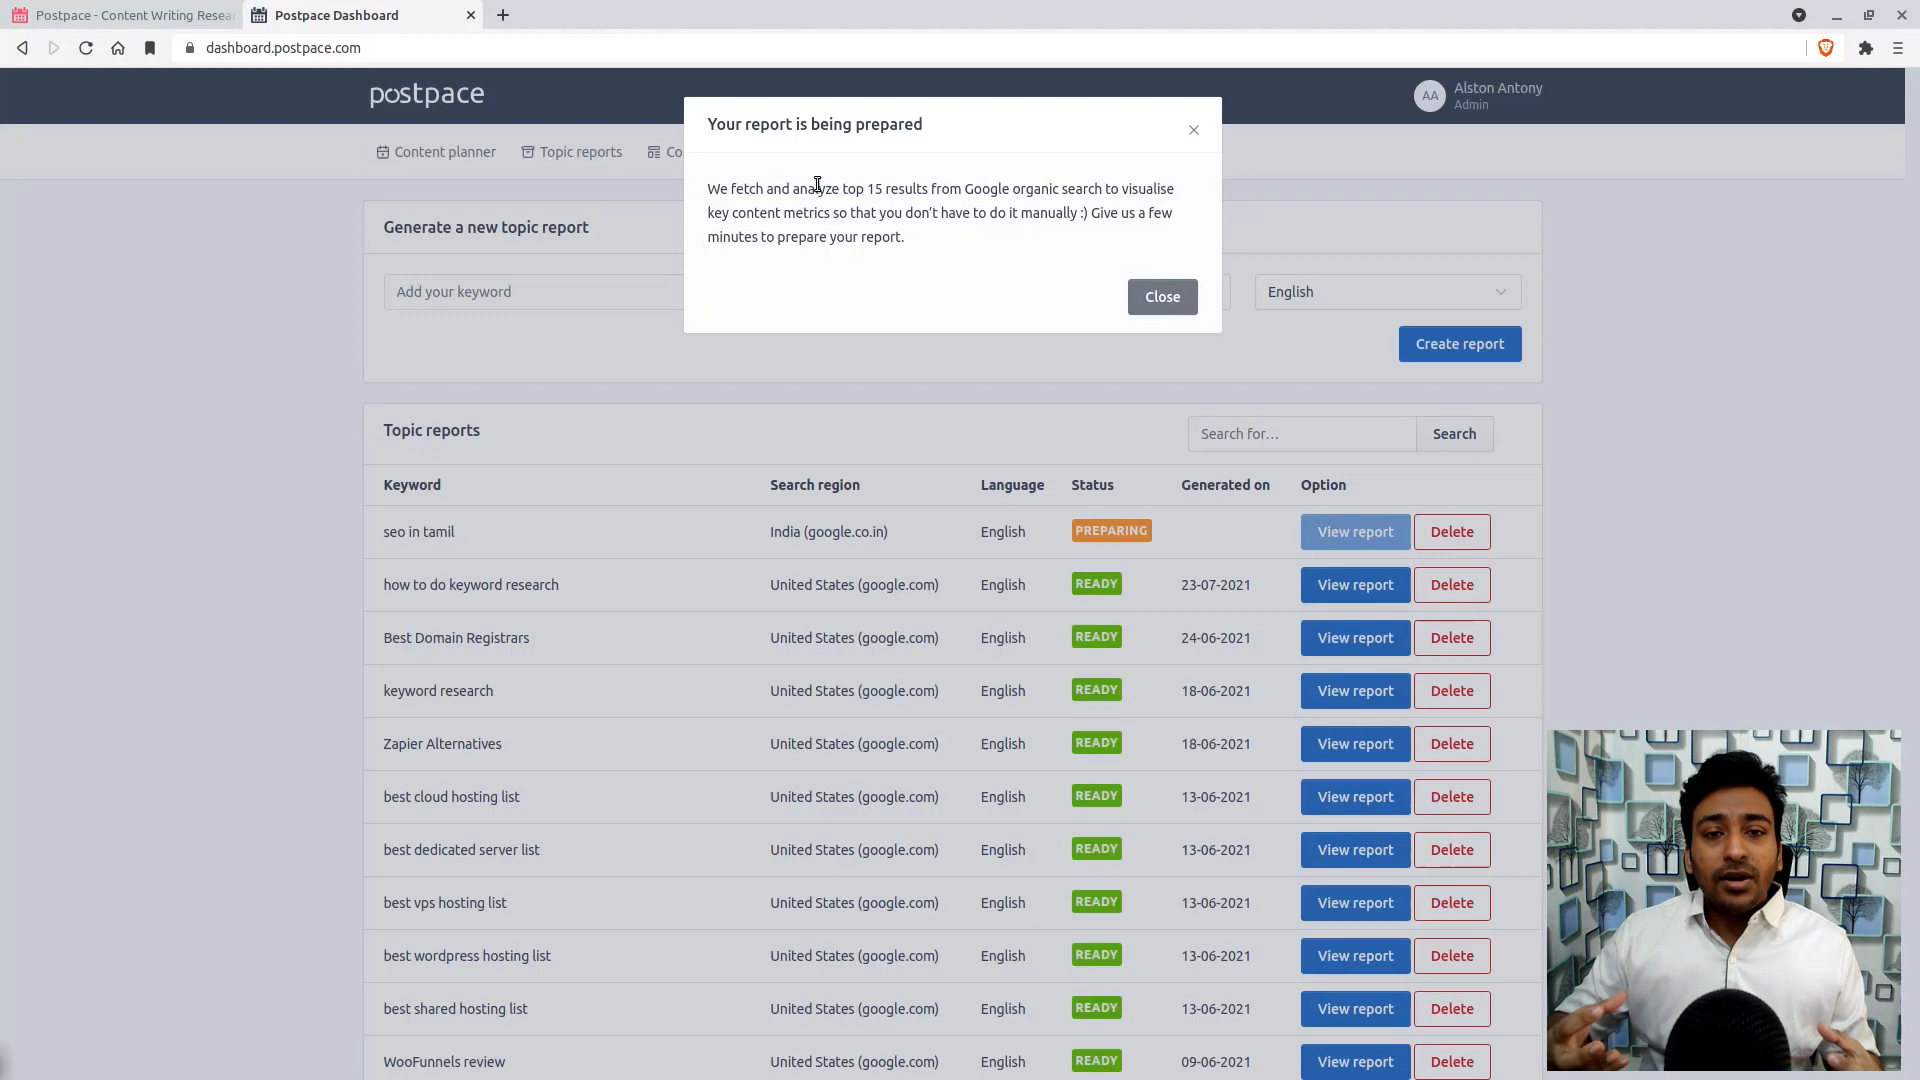 Postpace - Content Writing Resear
Postpace Dashboard
dashboard.postpace.com
postpace
AA
Alston Antony
Admin
Content planner
Topic reports
Co
Your report is being prepared
We fetch and analyze top 15 results from Google organic search to visualise
key content metrics so that you don't have to do it manually :) Give us a few
minutes to prepare your report.
Close
Generate a new topic report
Add your keyword
English
Create report
Topic reports
Search for...
Search
Keyword Search region Language Status Generated on Option
seo in tamil India (google.co.in) English PREPARING View report Delete
how to do keyword research United States (google.com) English READY 23-07-2021 View report Delete
Best Domain Registrars United States (google.com) English READY 24-06-2021 View report Delete
keyword research United States (google.com) English READY 18-06-2021 View report Delete
Zapier Alternatives United States (google.com) English READY 18-06-2021 View report Delete
best cloud hosting list United States (google.com) English READY 13-06-2021 View report Delete
best dedicated server list United States (google.com) English READY 13-06-2021 View report Delete
best vps hosting list United States (google.com) English READY 13-06-2021 View report Delete
best wordpress hosting list United States (google.com) English READY 13-06-2021 View report Delete
best shared hosting list United States (google.com) English READY 13-06-2021 View report Delete
WooFunnels review United States (google.com) English READY 09-06-2021 View report Delete